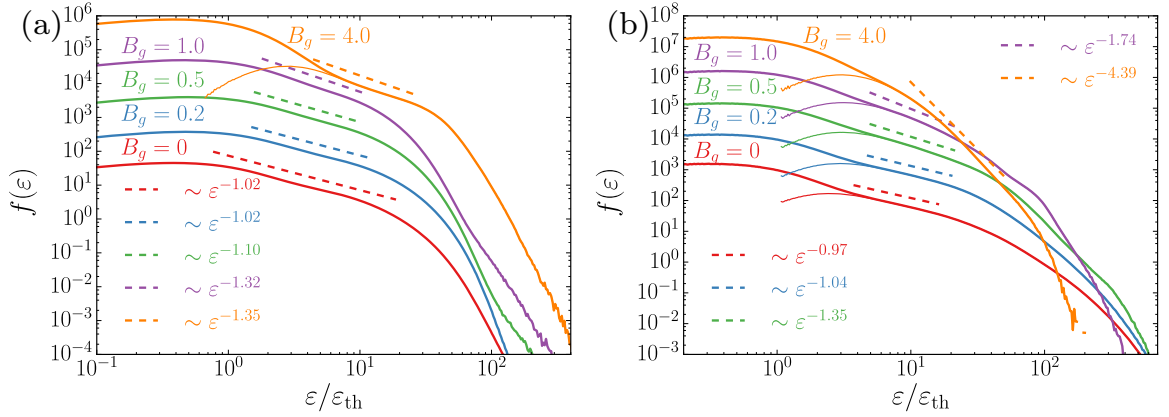 (a)
10^6
10^5
10^4
10^3
10^2
10^1
10^0
10^{-1}
10^{-2}
10^{-3}
10^{-4}
f(ε)
B_g = 4.0
B_g = 1.0
B_g = 0.5
B_g = 0.2
B_g = 0
~ ε^{-1.02}
~ ε^{-1.02}
~ ε^{-1.10}
~ ε^{-1.32}
~ ε^{-1.35}
10^{-1} 10^0 10^1 10^2
ε/ε_th
(b)
10^8
10^7
10^6
10^5
10^4
10^3
10^2
10^1
10^0
10^{-1}
10^{-2}
10^{-3}
f(ε)
B_g = 4.0
B_g = 1.0
B_g = 0.5
B_g = 0.2
B_g = 0
~ ε^{-1.74}
~ ε^{-4.39}
~ ε^{-0.97}
~ ε^{-1.04}
~ ε^{-1.35}
10^0 10^1 10^2
ε/ε_th